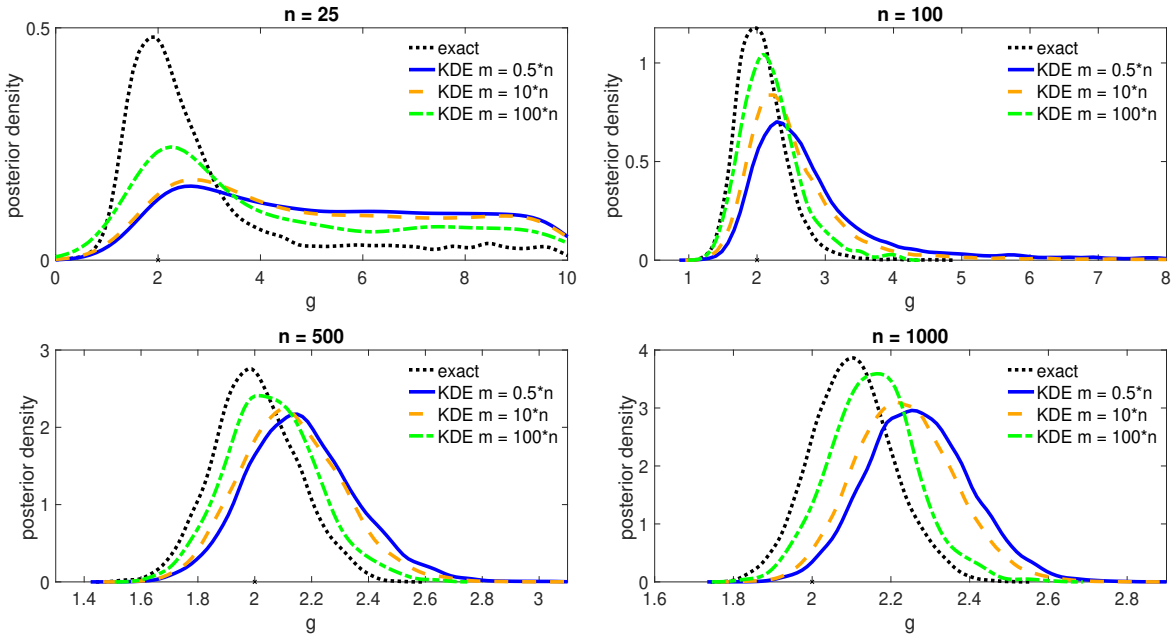 n = 25
0.5
0
posterior density
exact
KDE m = 0.5*n
KDE m = 10*n
KDE m = 100*n
0 2 4 6 8 10
g
n = 100
1
0.5
0
posterior density
exact
KDE m = 0.5*n
KDE m = 10*n
KDE m = 100*n
1 2 3 4 5 6 7 8
g
n = 500
3
2
1
0
posterior density
exact
KDE m = 0.5*n
KDE m = 10*n
KDE m = 100*n
1.4 1.6 1.8 2 2.2 2.4 2.6 2.8 3
g
n = 1000
4
3
2
1
0
posterior density
exact
KDE m = 0.5*n
KDE m = 10*n
KDE m = 100*n
1.6 1.8 2 2.2 2.4 2.6 2.8
g